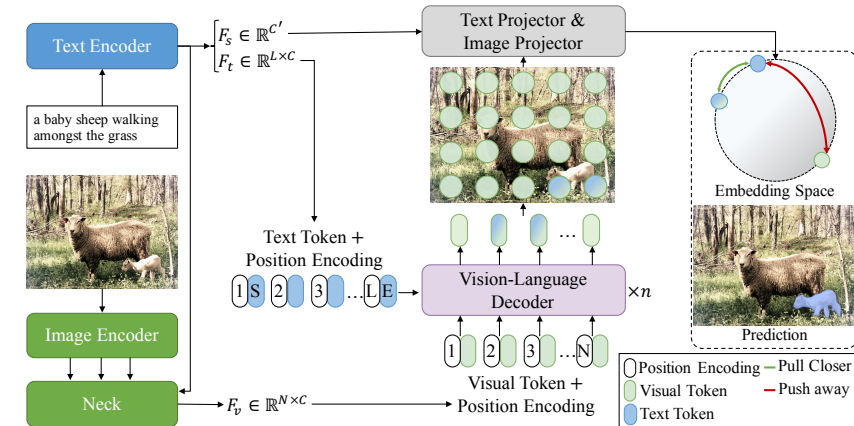 Text Encoder
a baby sheep walking
amongst the grass
Image Encoder
Neck
F_s ∈ ℝ^{C′}
F_t ∈ ℝ^{L×C}
Text Token +
Position Encoding
1 S 2 3 …L E
F_v ∈ ℝ^{N×C}
Text Projector &
Image Projector
…
Vision-Language
Decoder
×n
1 2 3 …N
Visual Token +
Position Encoding
Embedding Space
Prediction
Position Encoding
Visual Token
Text Token
Pull Closer
Push away